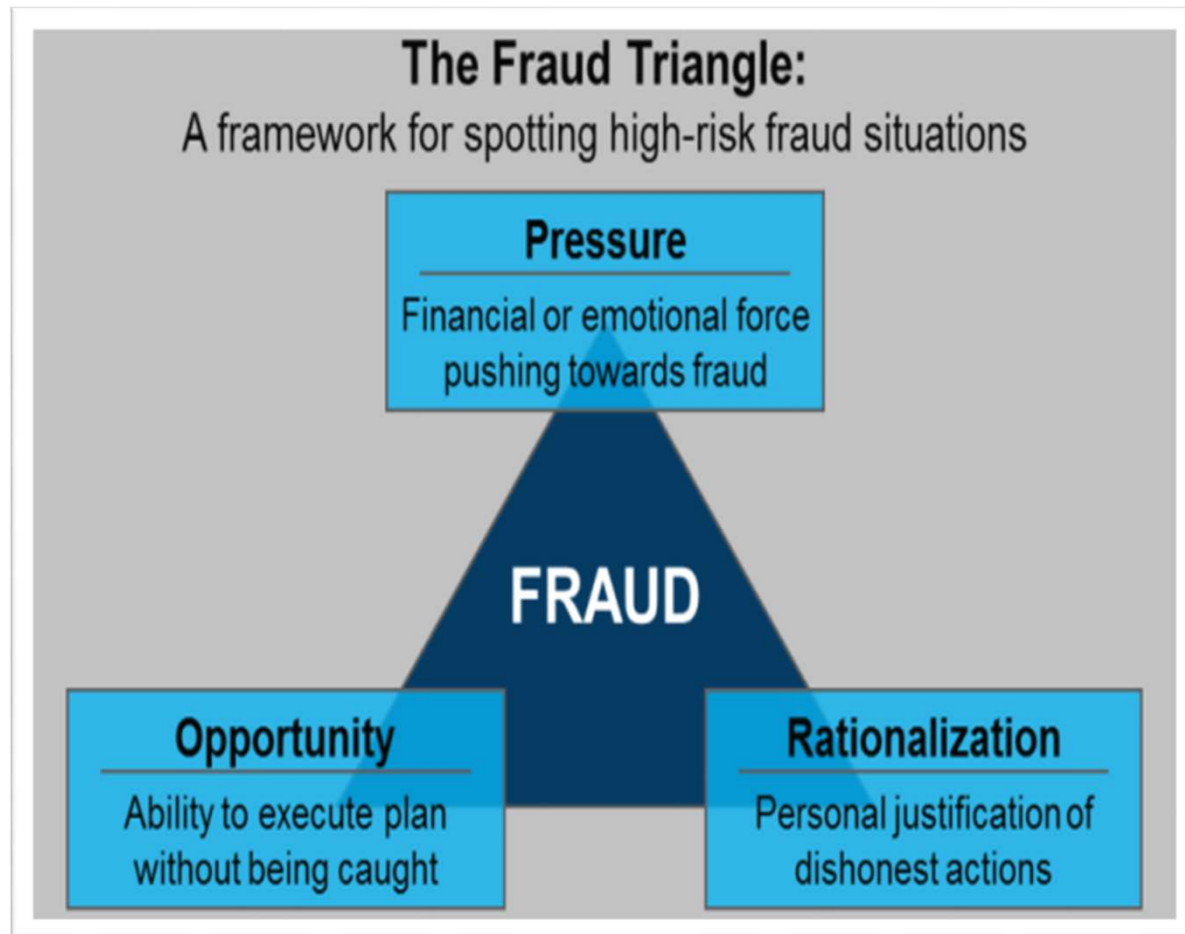 The Fraud Triangle:
A framework for spotting high-risk fraud situations
Pressure
Financial or emotional force
pushing towards fraud
FRAUD
Opportunity
Ability to execute plan
without being caught
Rationalization
Personal justification of
dishonest actions